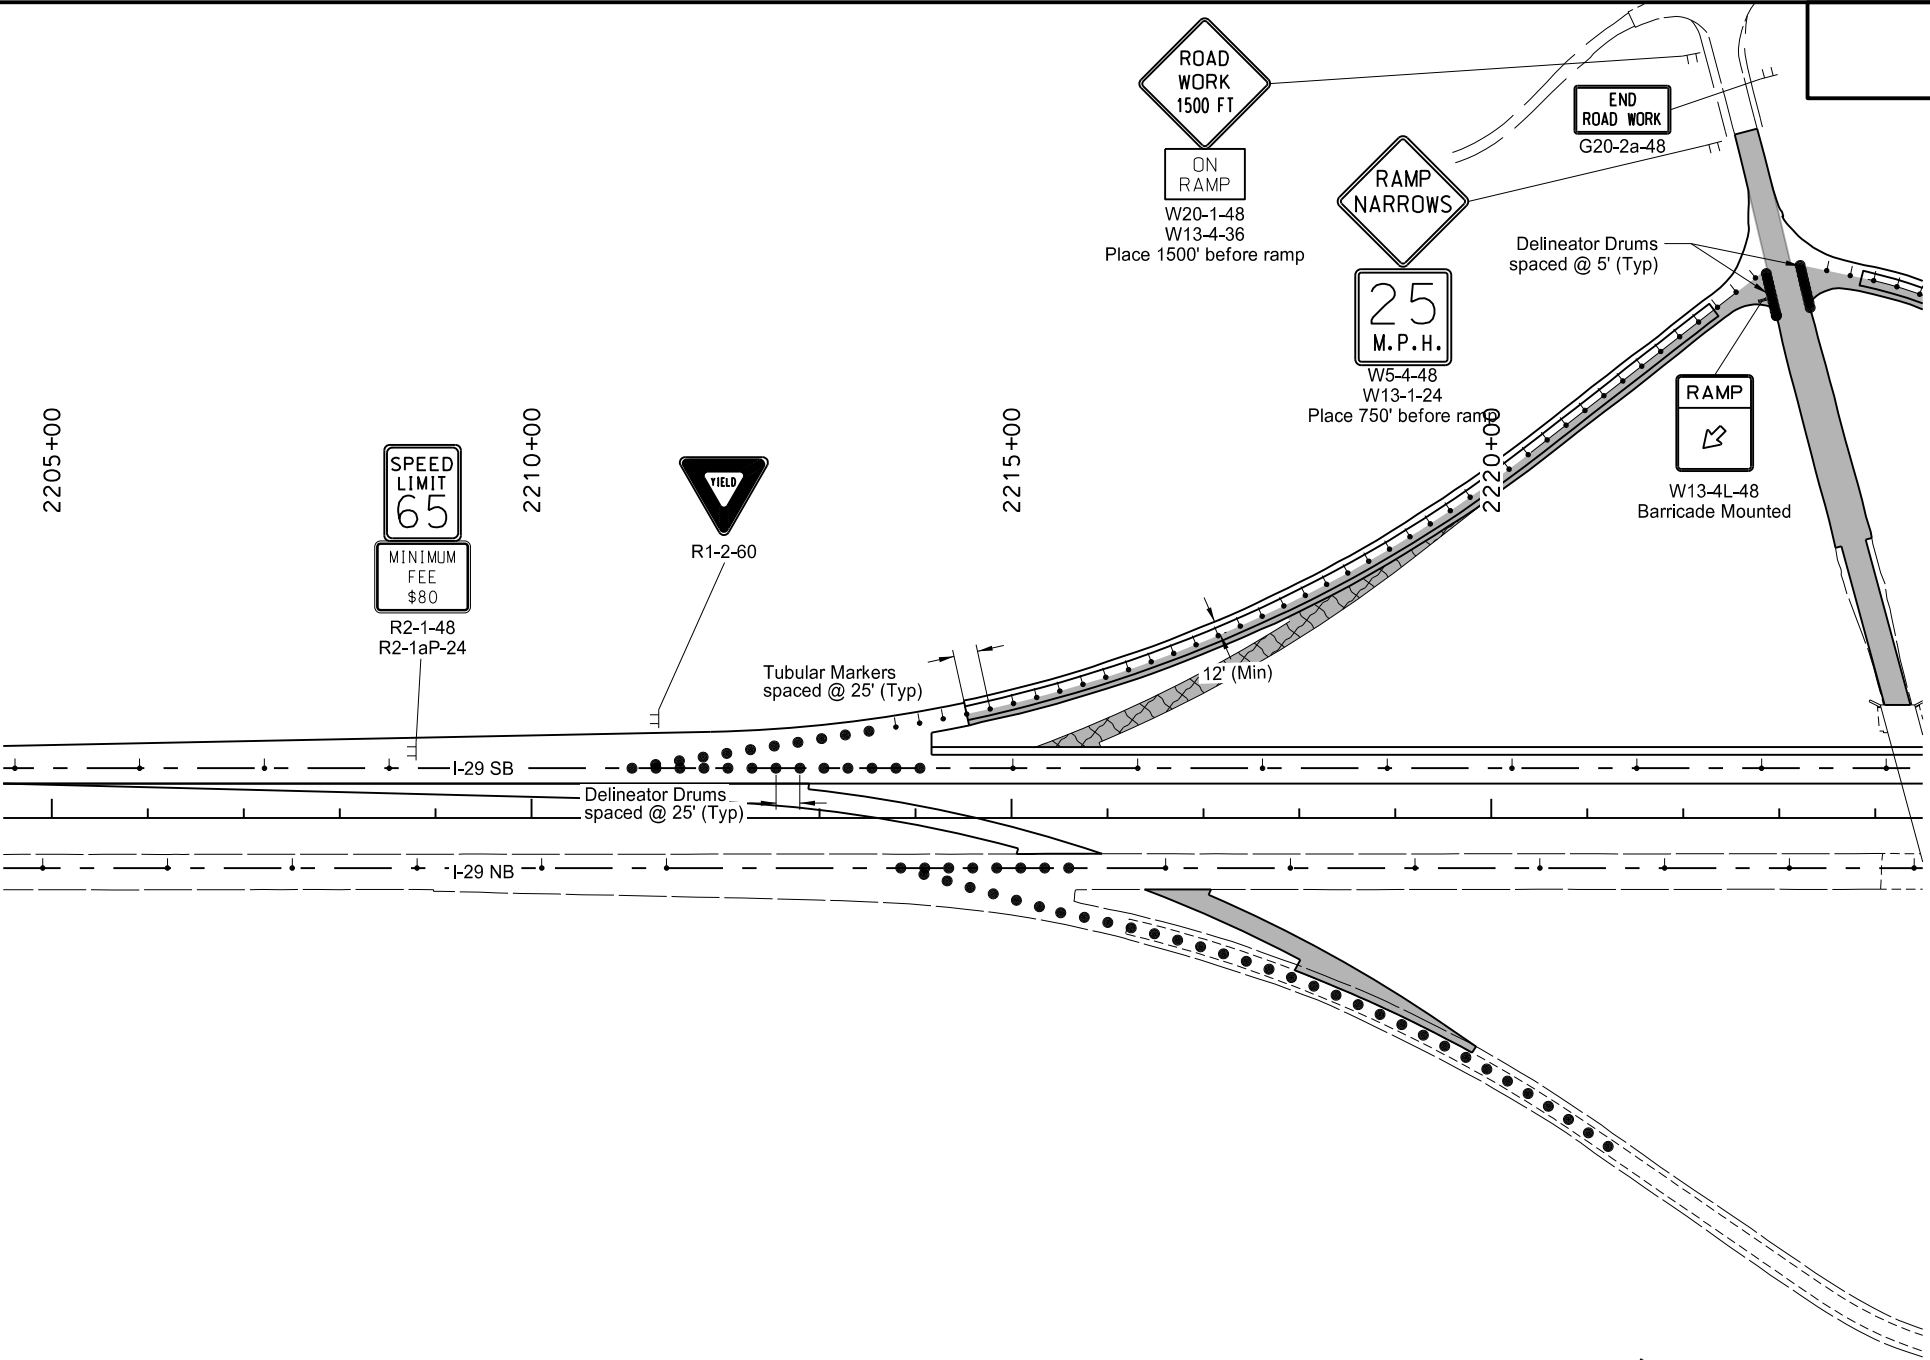 ROAD
WORK
1500 FT
ON
RAMP
W20-1-48
W13-4-36
Place 1500' before ramp
END
ROAD WORK
G20-2a-48
RAMP
NARROWS
25
M.P.H.
W5-4-48
W13-1-24
Place 750' before ramp
Delineator Drums
spaced @ 5' (Typ)
RAMP
W13-4L-48
Barricade Mounted
2205+00
2210+00
2215+00
2220+00
SPEED
LIMIT
65
MINIMUM
FEE
$80
R2-1-48
R2-1aP-24
YIELD
R1-2-60
Tubular Markers
spaced @ 25' (Typ)
12' (Min)
I-29 SB
Delineator Drums
spaced @ 25' (Typ)
I-29 NB